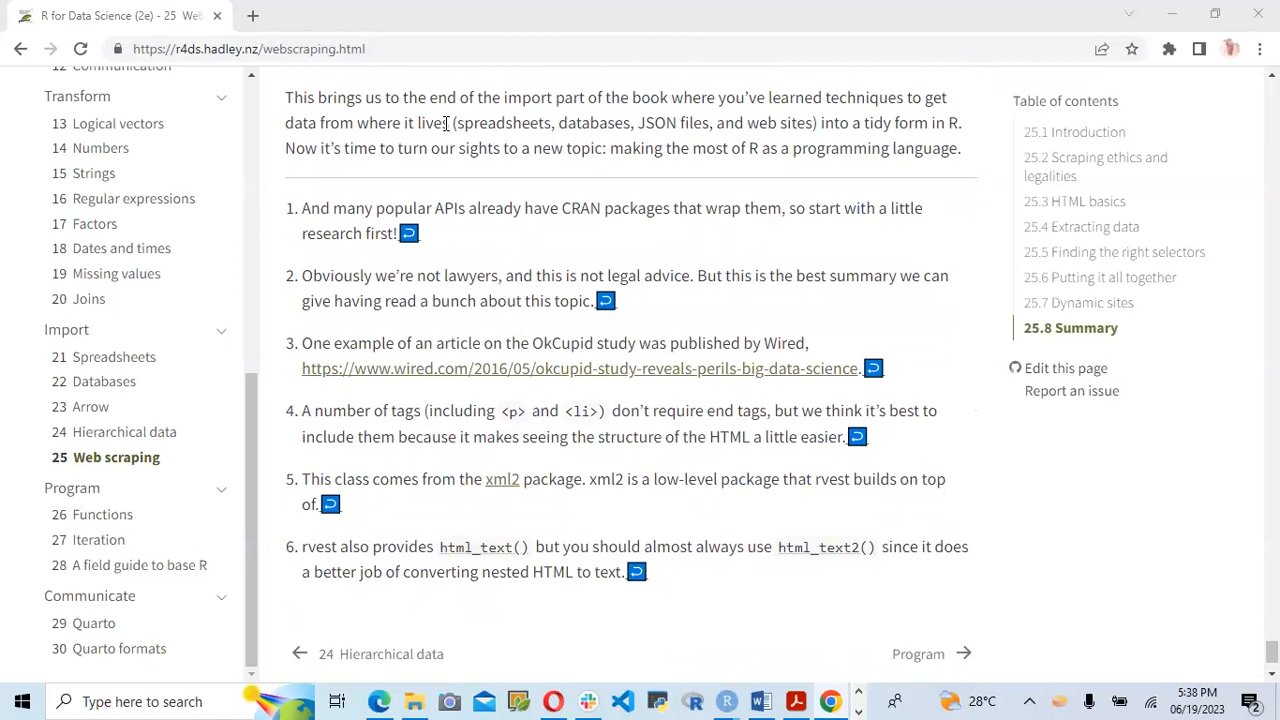 R for Data Science (2e) - 25 Web
https://r4ds.hadley.nz/webscraping.html
12 Communication
Transform
13 Logical vectors
14 Numbers
15 Strings
16 Regular expressions
17 Factors
18 Dates and times
19 Missing values
20 Joins
Import
21 Spreadsheets
22 Databases
23 Arrow
24 Hierarchical data
25 Web scraping
Program
26 Functions
27 Iteration
28 A field guide to base R
Communicate
29 Quarto
30 Quarto formats
This brings us to the end of the import part of the book where you’ve learned techniques to get
data from where it lives (spreadsheets, databases, JSON files, and web sites) into a tidy form in R.
Now it’s time to turn our sights to a new topic: making the most of R as a programming language.
1. And many popular APIs already have CRAN packages that wrap them, so start with a little
research first!
2. Obviously we’re not lawyers, and this is not legal advice. But this is the best summary we can
give having read a bunch about this topic.
3. One example of an article on the OkCupid study was published by Wired,
https://www.wired.com/2016/05/okcupid-study-reveals-perils-big-data-science.
4. A number of tags (including <p> and <li>) don’t require end tags, but we think it’s best to
include them because it makes seeing the structure of the HTML a little easier.
5. This class comes from the xml2 package. xml2 is a low-level package that rvest builds on top
of.
6. rvest also provides html_text() but you should almost always use html_text2() since it does
a better job of converting nested HTML to text.
24 Hierarchical data
Program
Table of contents
25.1 Introduction
25.2 Scraping ethics and
legalities
25.3 HTML basics
25.4 Extracting data
25.5 Finding the right selectors
25.6 Putting it all together
25.7 Dynamic sites
25.8 Summary
Edit this page
Report an issue
Type here to search
28°C
5:38 PM
06/19/2023
2